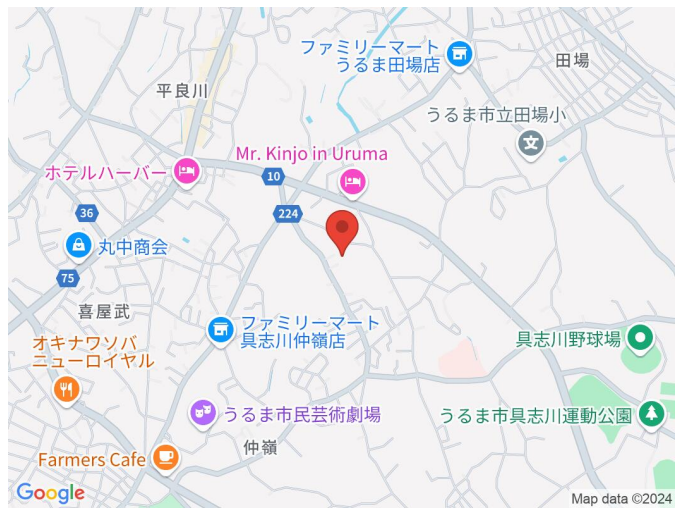 ファミリーマート
うるま田場店
田場
平良川
うるま市立田場小
文
Mr. Kinjo in Uruma
ホテルハーバー
10
36
224
丸中商会
75
喜屋武
ファミリーマート
具志川仲嶺店
具志川野球場
オキナワソバ
ニューロイヤル
うるま市民芸術劇場
うるま市具志川運動公園
仲嶺
Farmers Cafe
Google
Map data ©2024